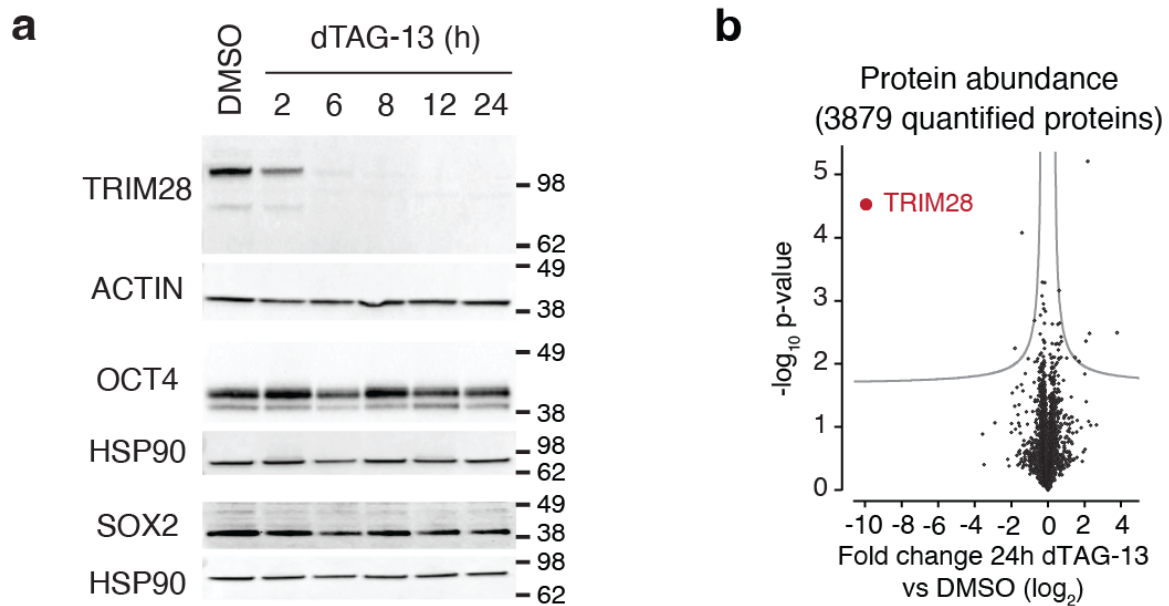 a
DMSO
dTAG-13 (h)
2 6 8 12 24
TRIM28
98
62
ACTIN
49
38
OCT4
49
38
HSP90
98
62
SOX2
49
38
HSP90
98
62
b
Protein abundance
(3879 quantified proteins)
-log10 p-value
5
4
3
2
1
0
TRIM28
-10 -8 -6 -4 -2 0 2 4
Fold change 24h dTAG-13
vs DMSO (log2)